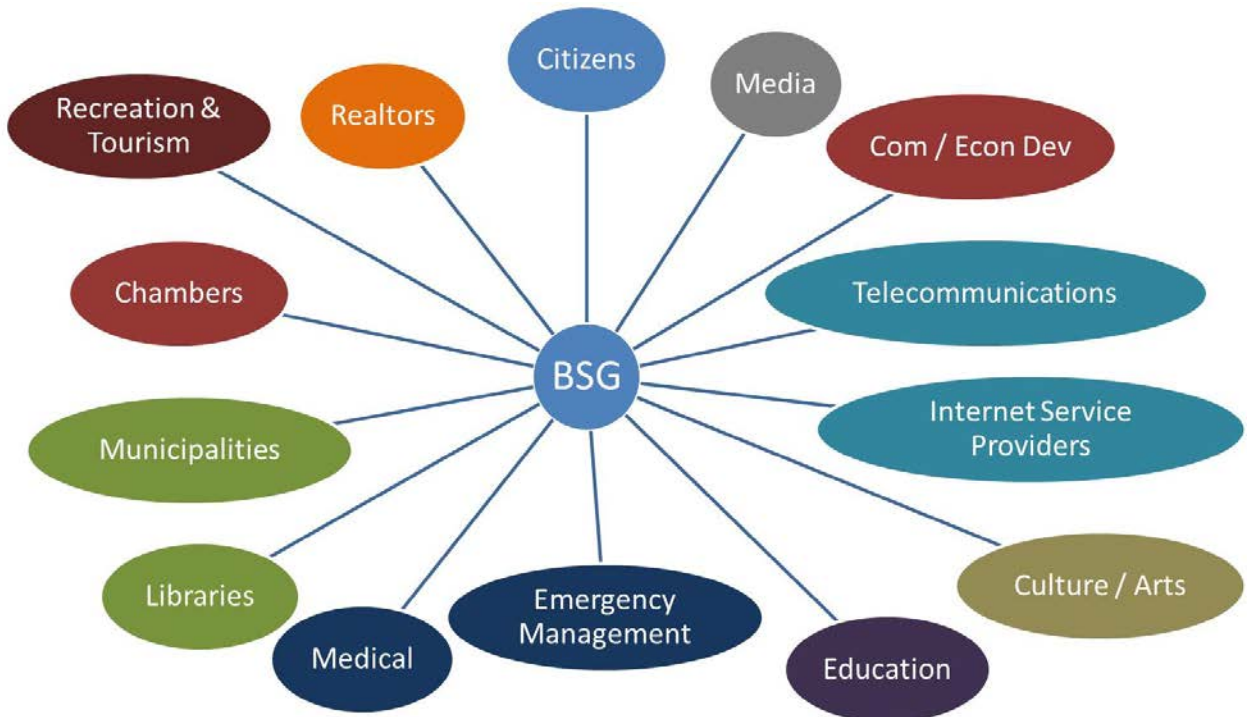 Citizens
Media
Recreation &
Tourism
Realtors
Com / Econ Dev
Chambers
Telecommunications
BSG
Municipalities
Internet Service
Providers
Libraries
Culture / Arts
Medical
Emergency
Management
Education